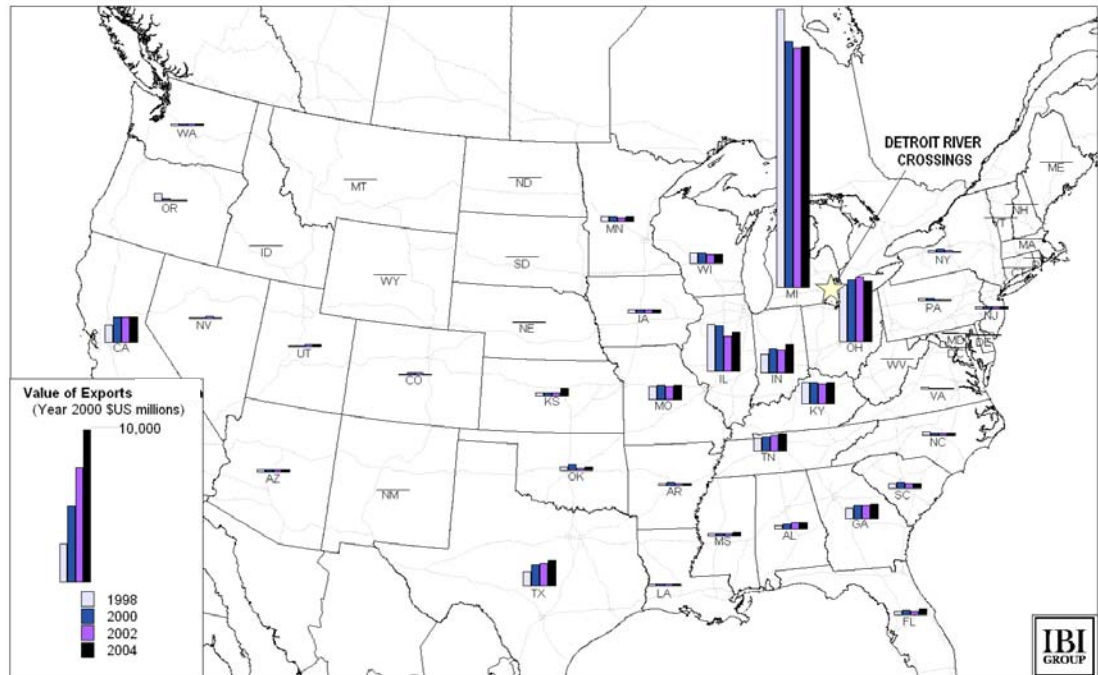 DETROIT RIVER
CROSSINGS
WA
OR
MT
ID
ND
SD
WY
NE
MN
WI
IA
MI
ME
NH
VT
MA
NY
CT
PA
NJ
CA
NV
UT
CO
KS
MO
IL
IN
OH
KY
WV
MD
DE
VA
NC
TN
AZ
NM
OK
AR
TX
LA
MS
AL
GA
SC
FL
Value of Exports
(Year 2000 $US millions)
10,000
1998
2000
2002
2004
IBI
GROUP